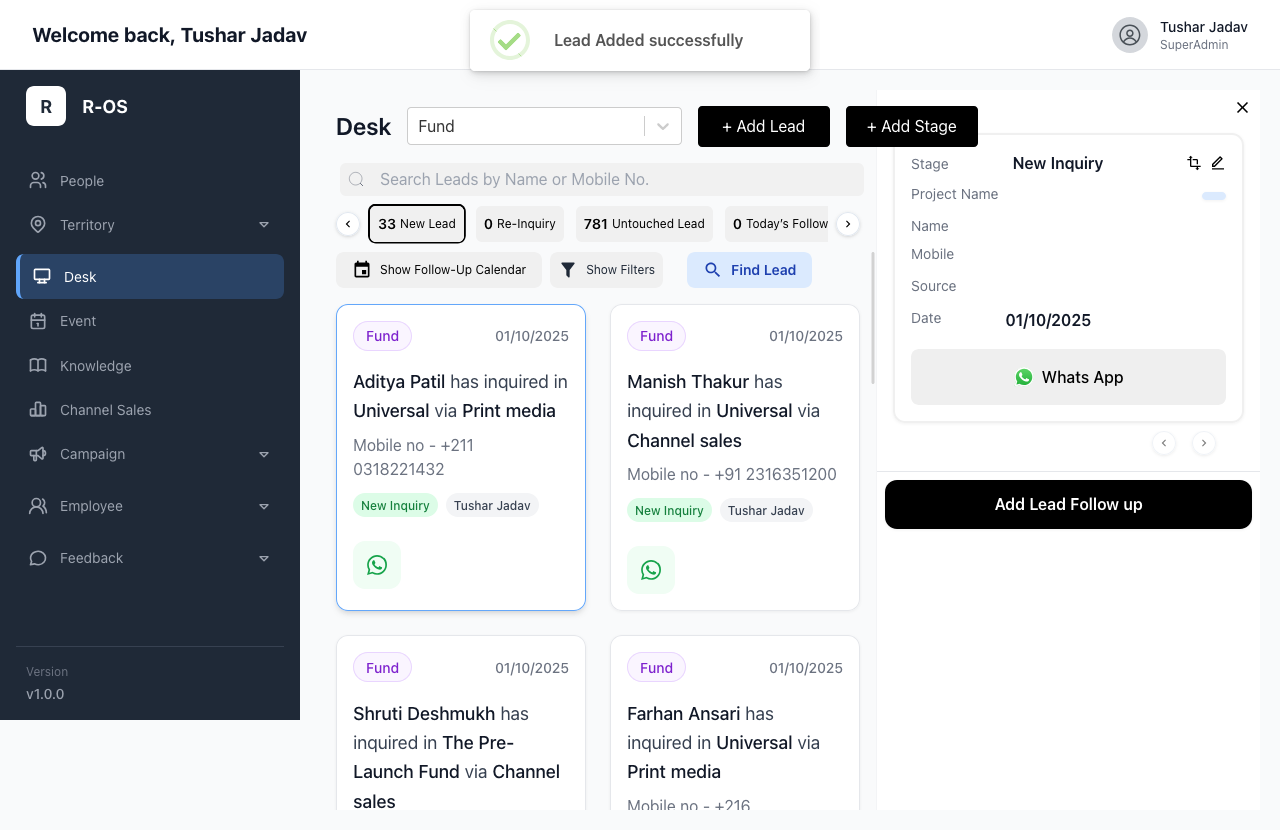 Welcome back, Tushar Jadav
Lead Added successfully
Tushar Jadav
SuperAdmin
R
R-OS
People
Territory
Desk
Event
Knowledge
Channel Sales
Campaign
Employee
Feedback
Version
v1.0.0
Desk
Fund
+ Add Lead
+ Add Stage
Search Leads by Name or Mobile No.
33 New Lead
0 Re-Inquiry
781 Untouched Lead
0 Today's Follow
Show Follow-Up Calendar
Show Filters
Find Lead
Fund
01/10/2025
Aditya Patil has inquired in
Universal via Print media
Mobile no - +211
0318221432
New Inquiry
Tushar Jadav
Fund
01/10/2025
Manish Thakur has
inquired in Universal via
Channel sales
Mobile no - +91 2316351200
New Inquiry
Tushar Jadav
Fund
01/10/2025
Shruti Deshmukh has
inquired in The Pre-
Launch Fund via Channel
sales
Fund
01/10/2025
Farhan Ansari has
inquired in Universal via
Print media
Mobile no - +216
Stage
New Inquiry
Project Name
Name
Mobile
Source
Date
01/10/2025
Whats App
Add Lead Follow up